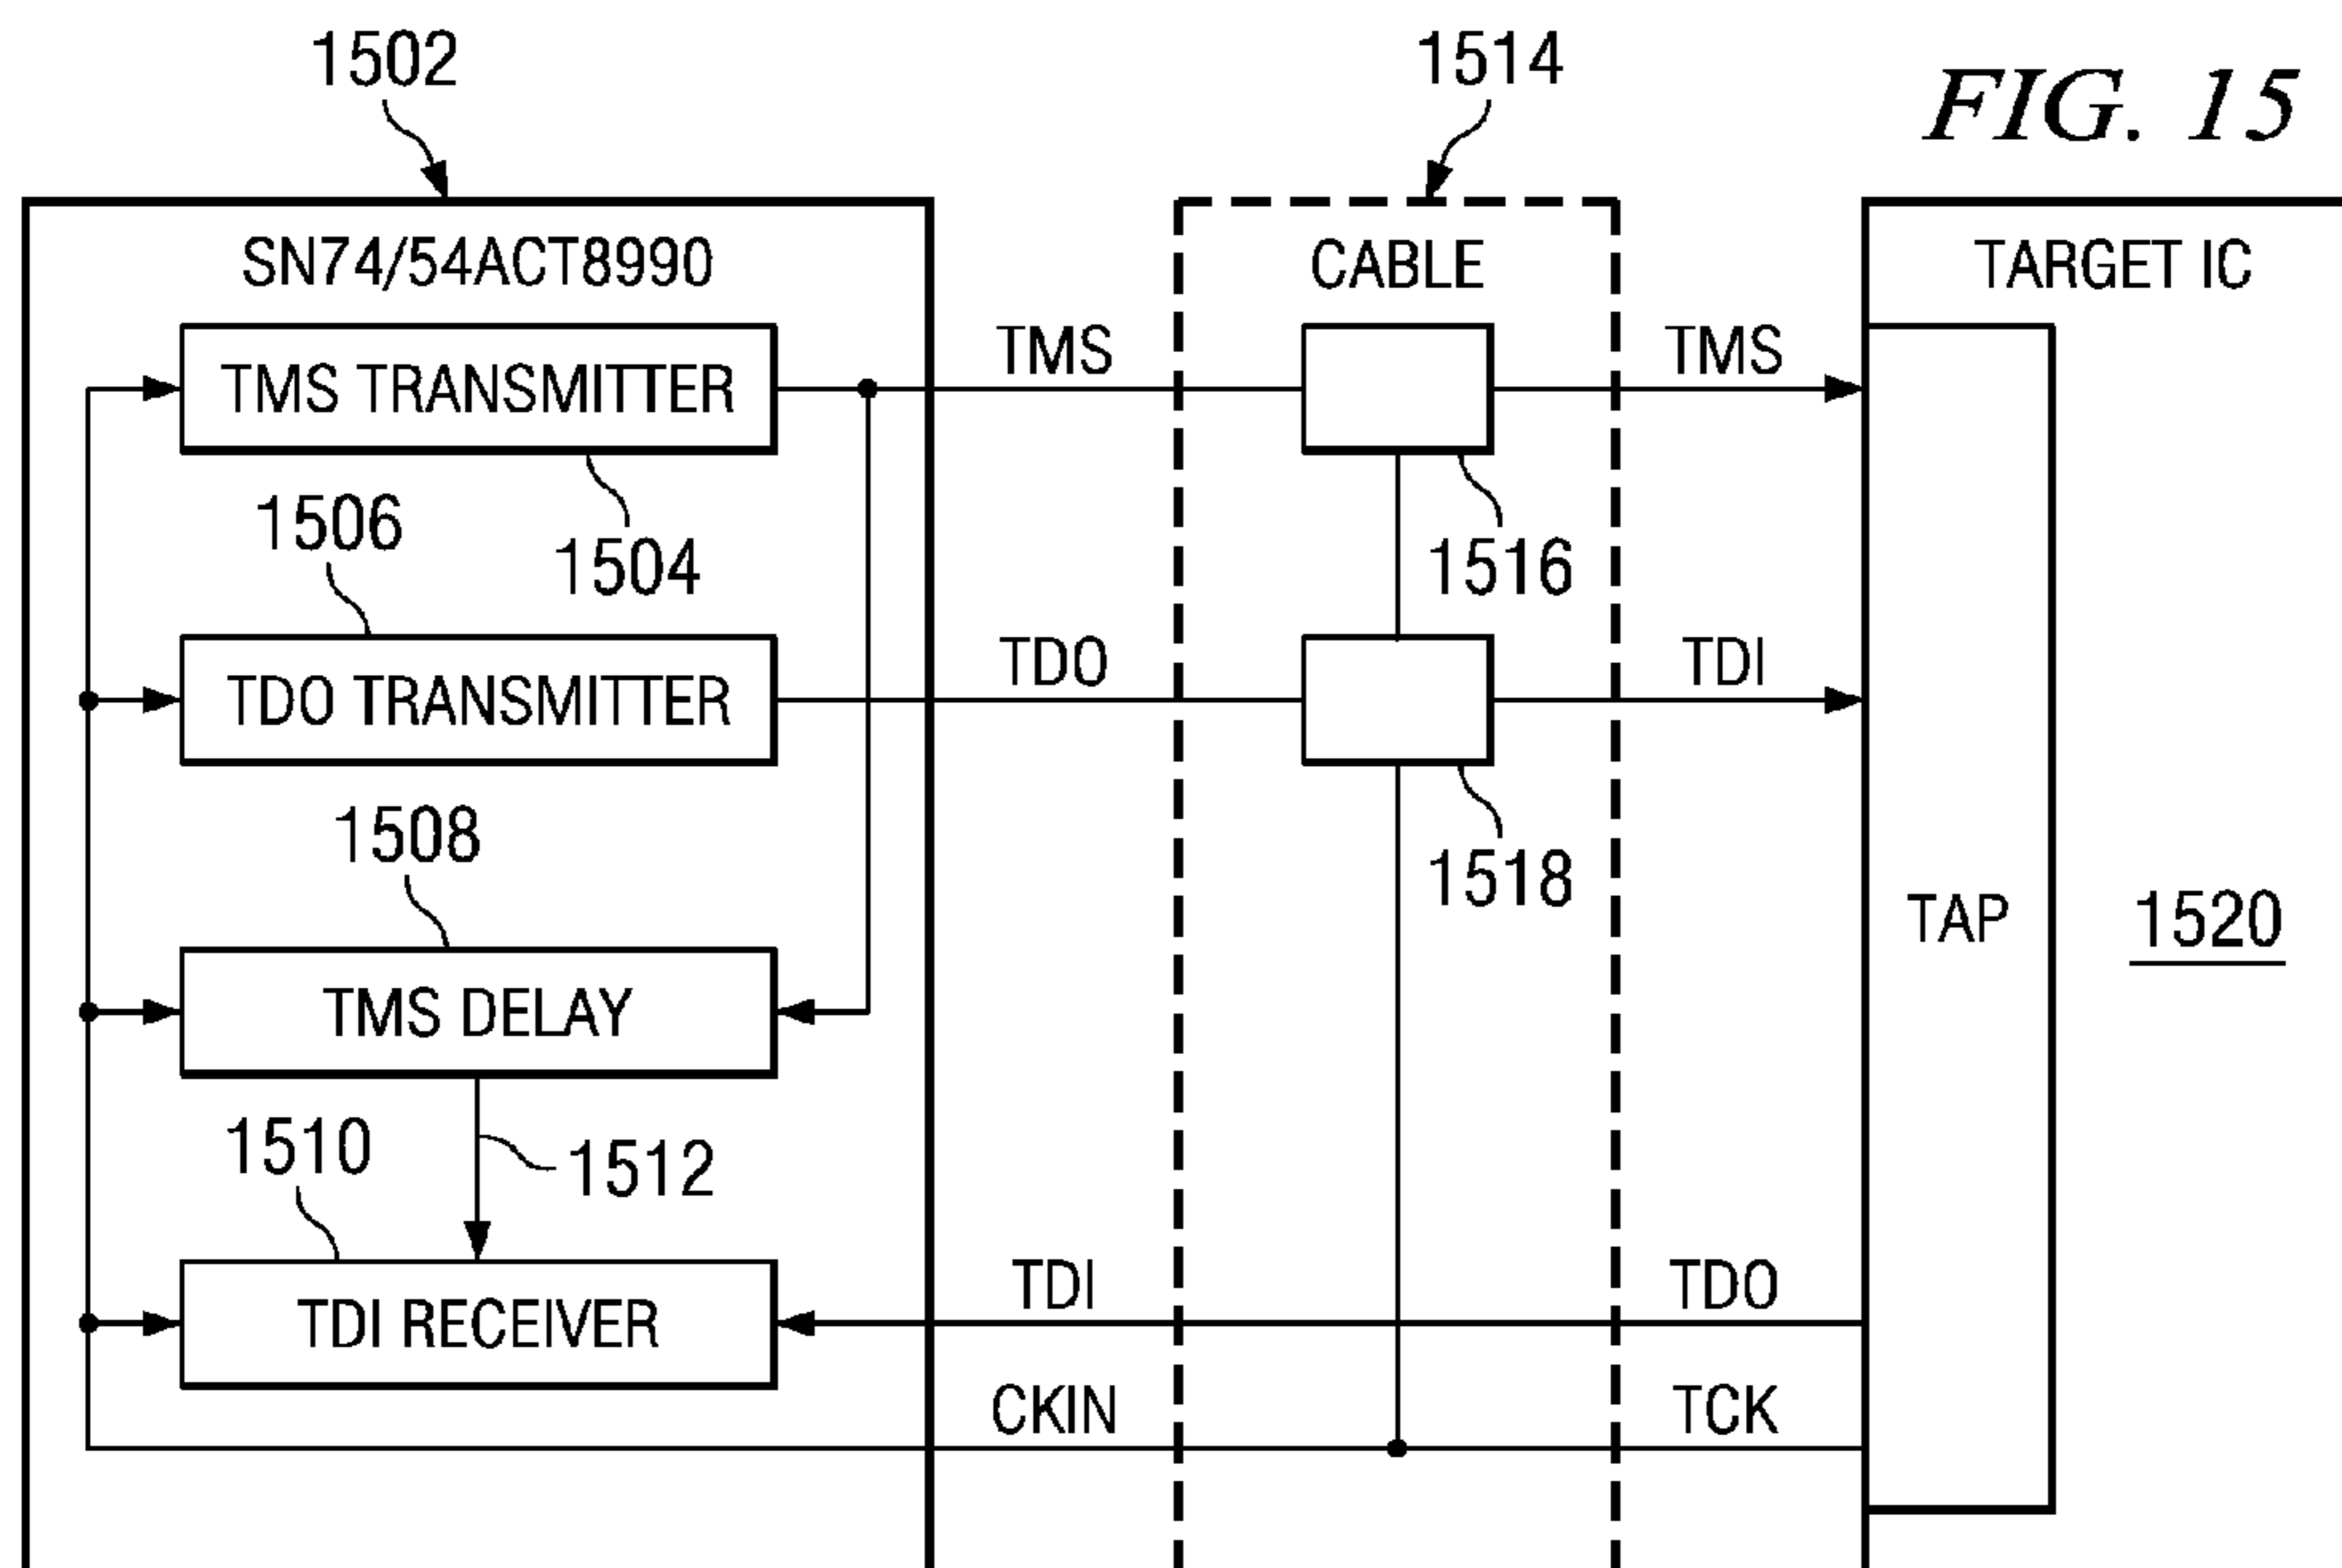 1502
1514
FIG. 15
SN74/54ACT8990
CABLE
TARGET IC
TMS TRANSMITTER
TMS
TMS
1506
1504
1516
TDO TRANSMITTER
TDO
TDI
1508
1518
TAP
1520
TMS DELAY
1510
1512
TDI RECEIVER
TDI
TDO
CKIN
TCK